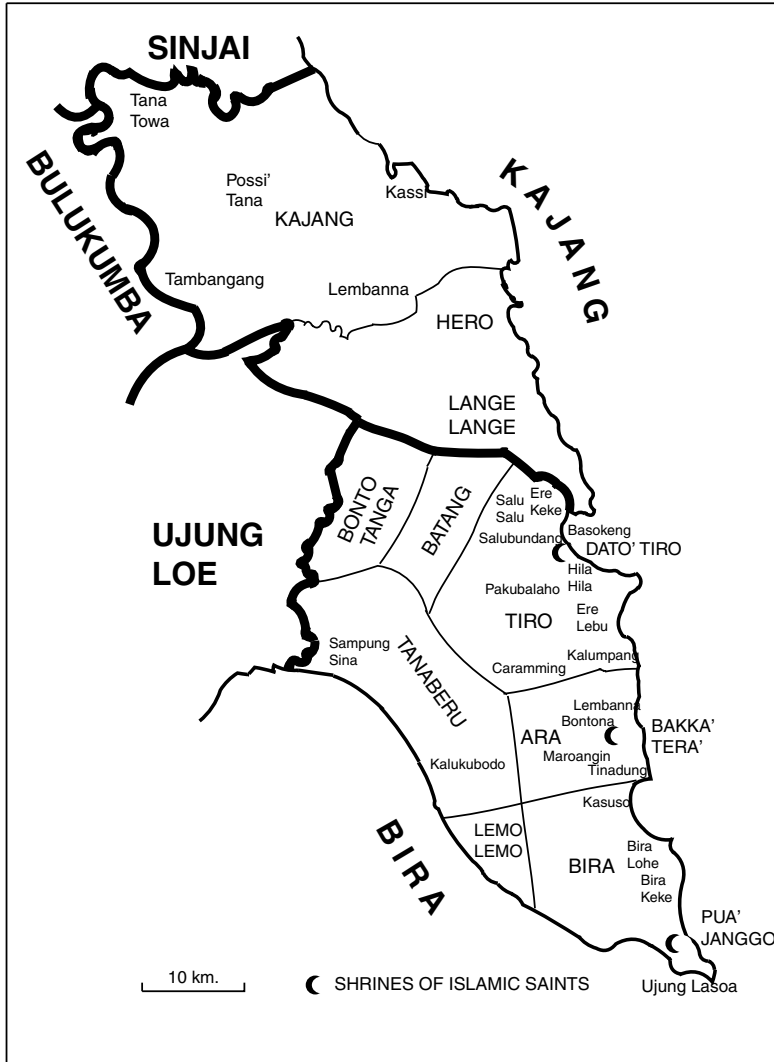 SINJAI
Tana
Towa
BULUKUMBA
KAJANG
Possi'
Tana
Kassi
KAJANG
Tambangang
Lembanna
HERO
LANGE
LANGE
BONTO
TANGA
BATANG
Salu
Salu
Ere
Keke
UJUNG
LOE
Salubundang
Basokeng
DATO' TIRO
Hila
Hila
Pakubalaho
Ere
Lebu
TIRO
Sampung
Sina
TANABERU
Caramming
Kalumpang
Lembanna
Bontona
ARA
BAKKA'
TERA'
Maroangin
Tinadung
Kalukubodo
Kasuso
BIRA
LEMO
LEMO
BIRA
Bira
Lohe
Bira
Keke
PUA'
JANGGO
10 km.
SHRINES OF ISLAMIC SAINTS
Ujung Lasoa